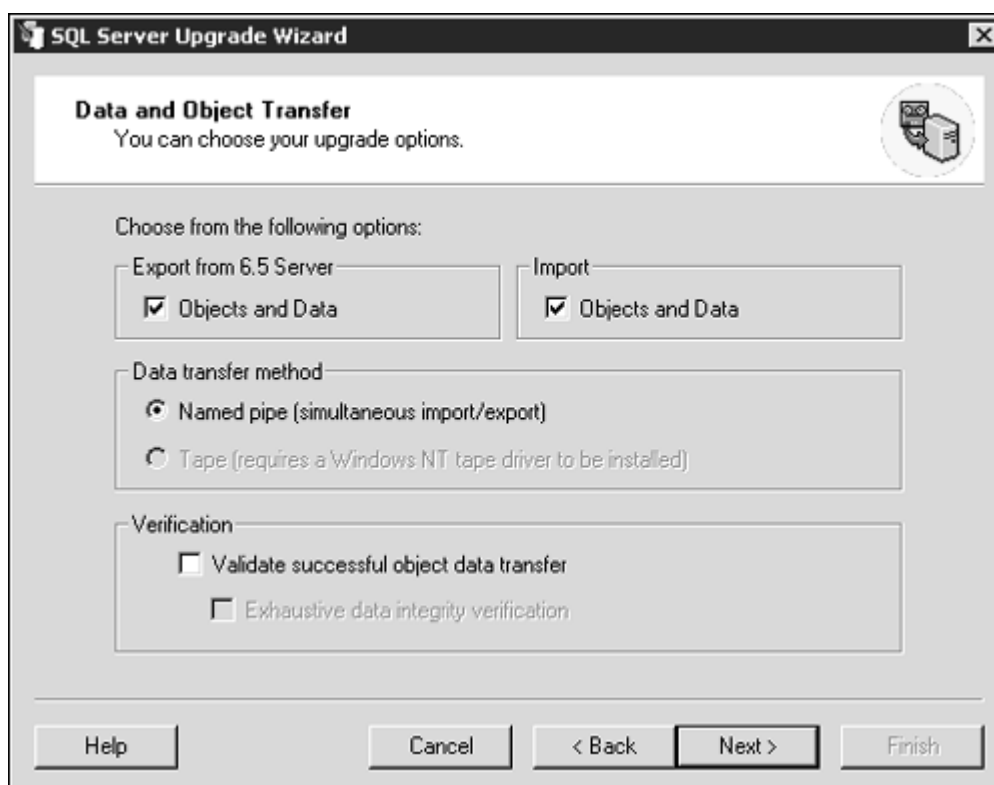 SQL Server Upgrade Wizard
Data and Object Transfer
You can choose your upgrade options.
Choose from the following options:
Export from 6.5 Server
Objects and Data
Import
Objects and Data
Data transfer method
Named pipe (simultaneous import/export)
Tape (requires a Windows NT tape driver to be installed)
Verification
Validate successful object data transfer
Exhaustive data integrity verification
Help
Cancel
< Back
Next >
Finish